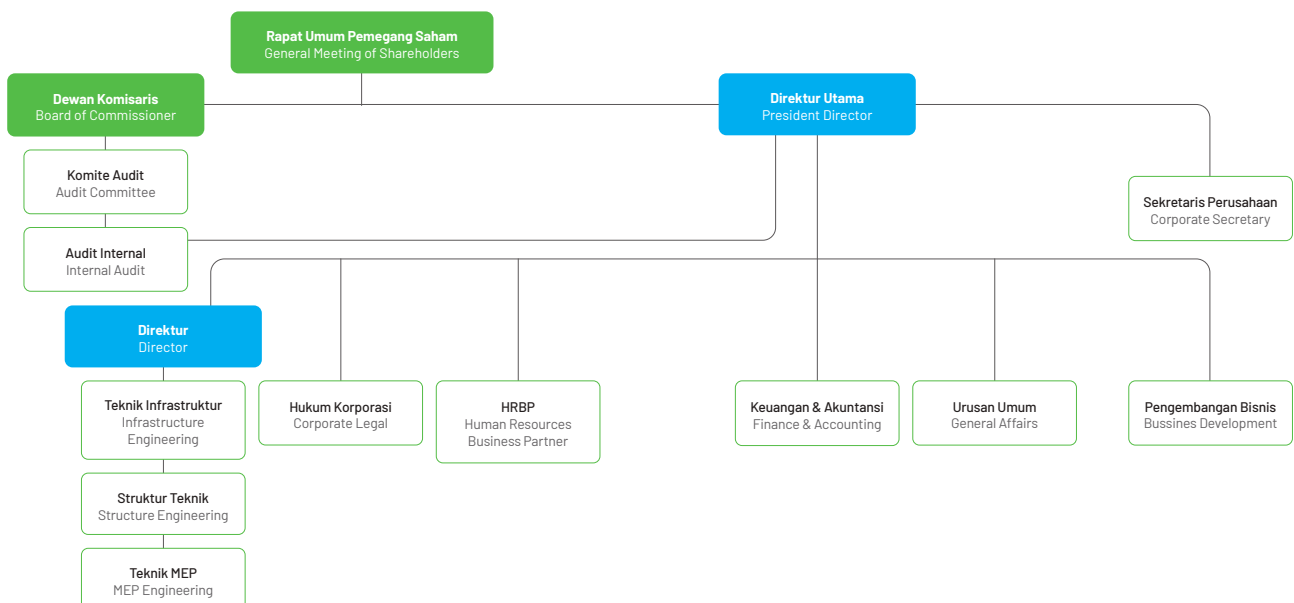 Rapat Umum Pemegang Saham
General Meeting of Shareholders
Dewan Komisaris
Board of Commissioner
Direktur Utama
President Director
Komite Audit
Audit Committee
Sekretaris Perusahaan
Corporate Secretary
Audit Internal
Internal Audit
Direktur
Director
Teknik Infrastruktur
Infrastructure
Engineering
Hukum Korporasi
Corporate Legal
HRBP
Human Resources
Business Partner
Keuangan & Akuntansi
Finance & Accounting
Urusan Umum
General Affairs
Pengembangan Bisnis
Bussines Development
Struktur Teknik
Structure Engineering
Teknik MEP
MEP Engineering